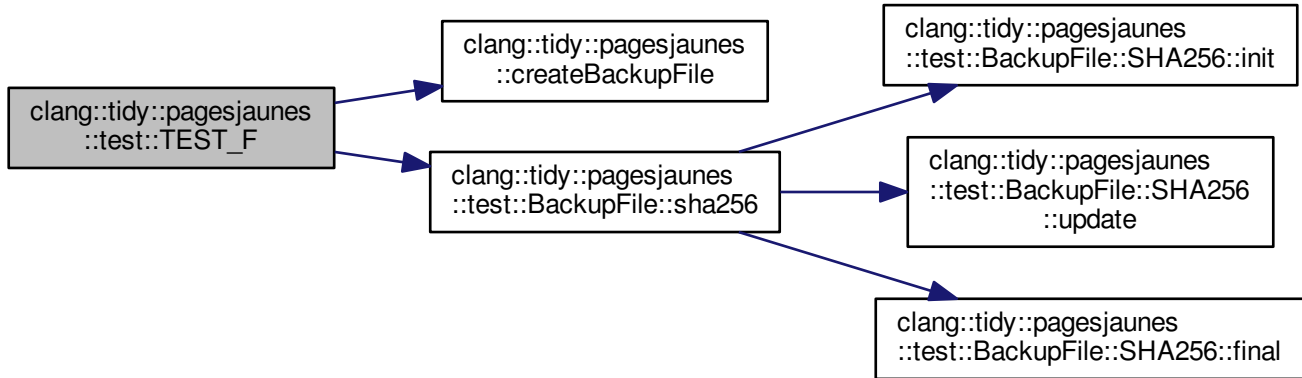 clang::tidy::pagesjaunes
::test::TEST_F
clang::tidy::pagesjaunes
::createBackupFile
clang::tidy::pagesjaunes
::test::BackupFile::sha256
clang::tidy::pagesjaunes
::test::BackupFile::SHA256::init
clang::tidy::pagesjaunes
::test::BackupFile::SHA256
::update
clang::tidy::pagesjaunes
::test::BackupFile::SHA256::final